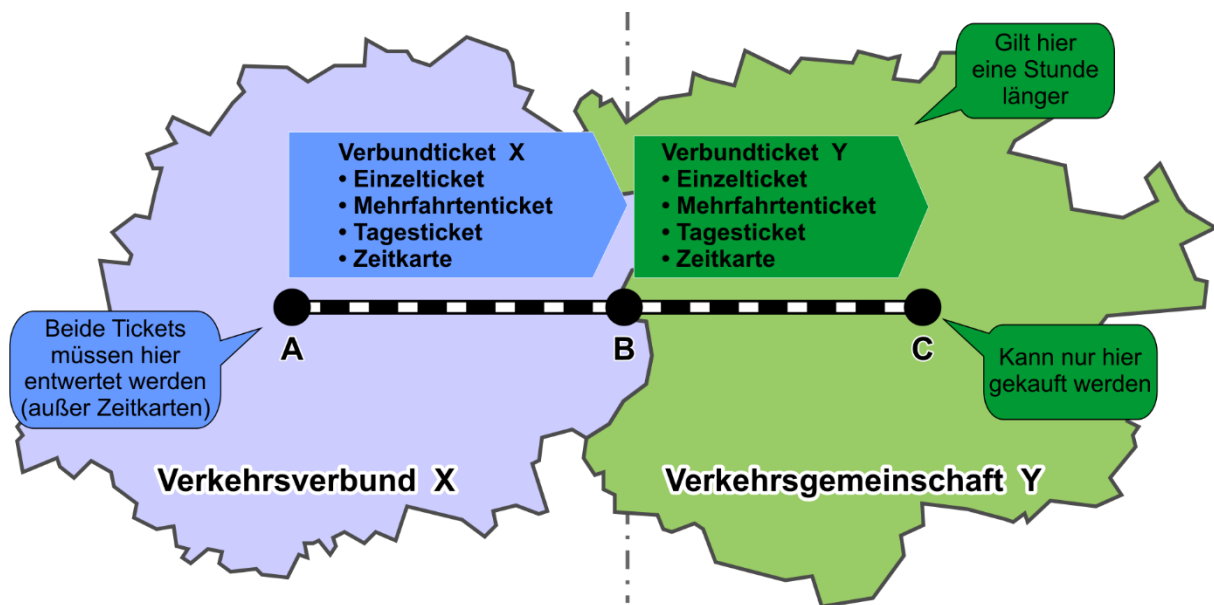 Gilt hier
eine Stunde
länger
Verbundticket X
• Einzelticket
• Mehrfahrtenticket
• Tagesticket
• Zeitkarte
Verbundticket Y
• Einzelticket
• Mehrfahrtenticket
• Tagesticket
• Zeitkarte
Beide Tickets
müssen hier
entwertet werden
(außer Zeitkarten)
A
B
C
Kann nur hier
gekauft werden
Verkehrsverbund X
Verkehrsgemeinschaft Y